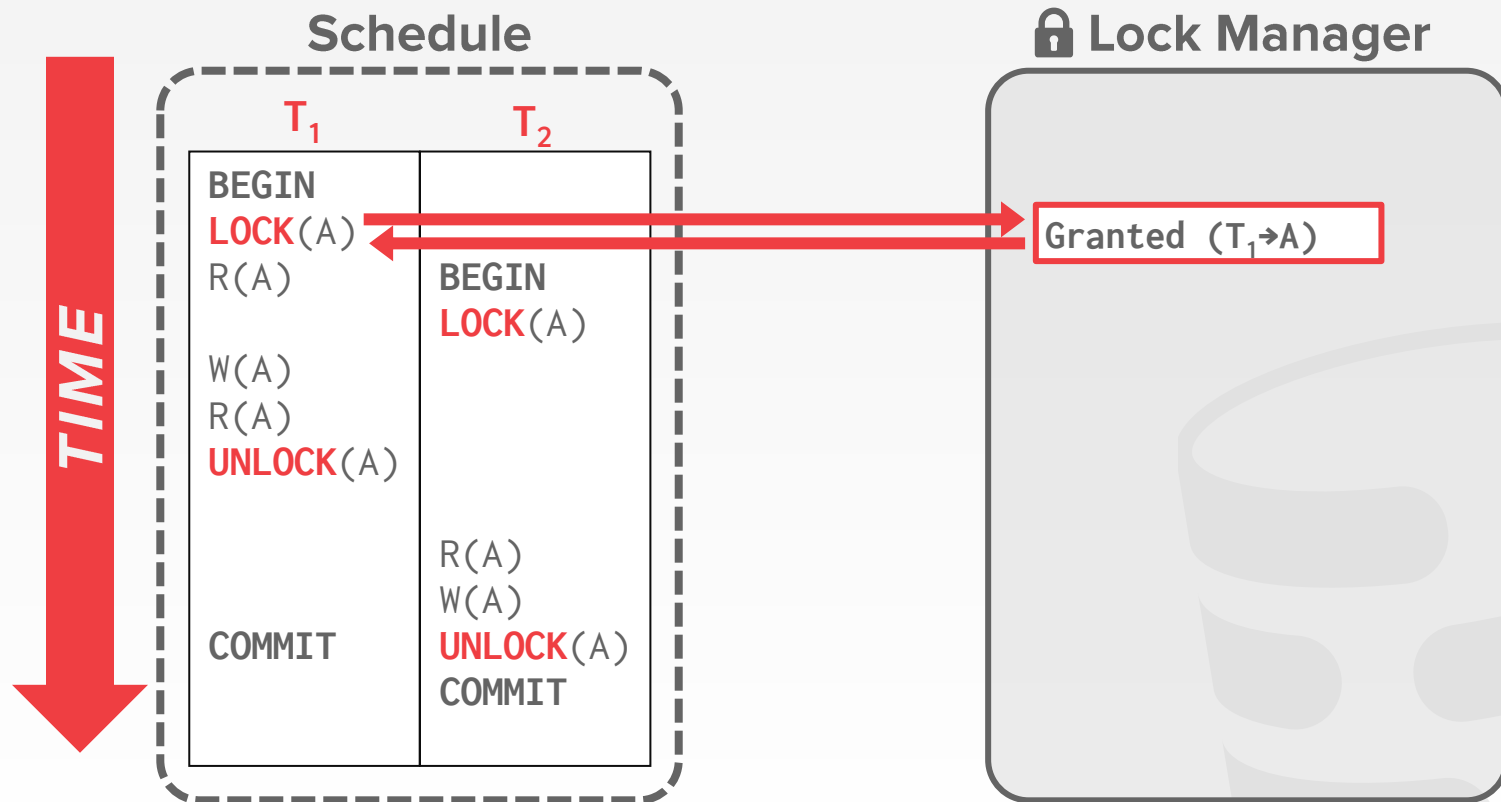 Schedule
Lock Manager
TIME
T₁
T₂
BEGIN
LOCK(A)
R(A)
W(A)
R(A)
UNLOCK(A)
COMMIT
BEGIN
LOCK(A)
R(A)
W(A)
UNLOCK(A)
COMMIT
Granted (T₁→A)